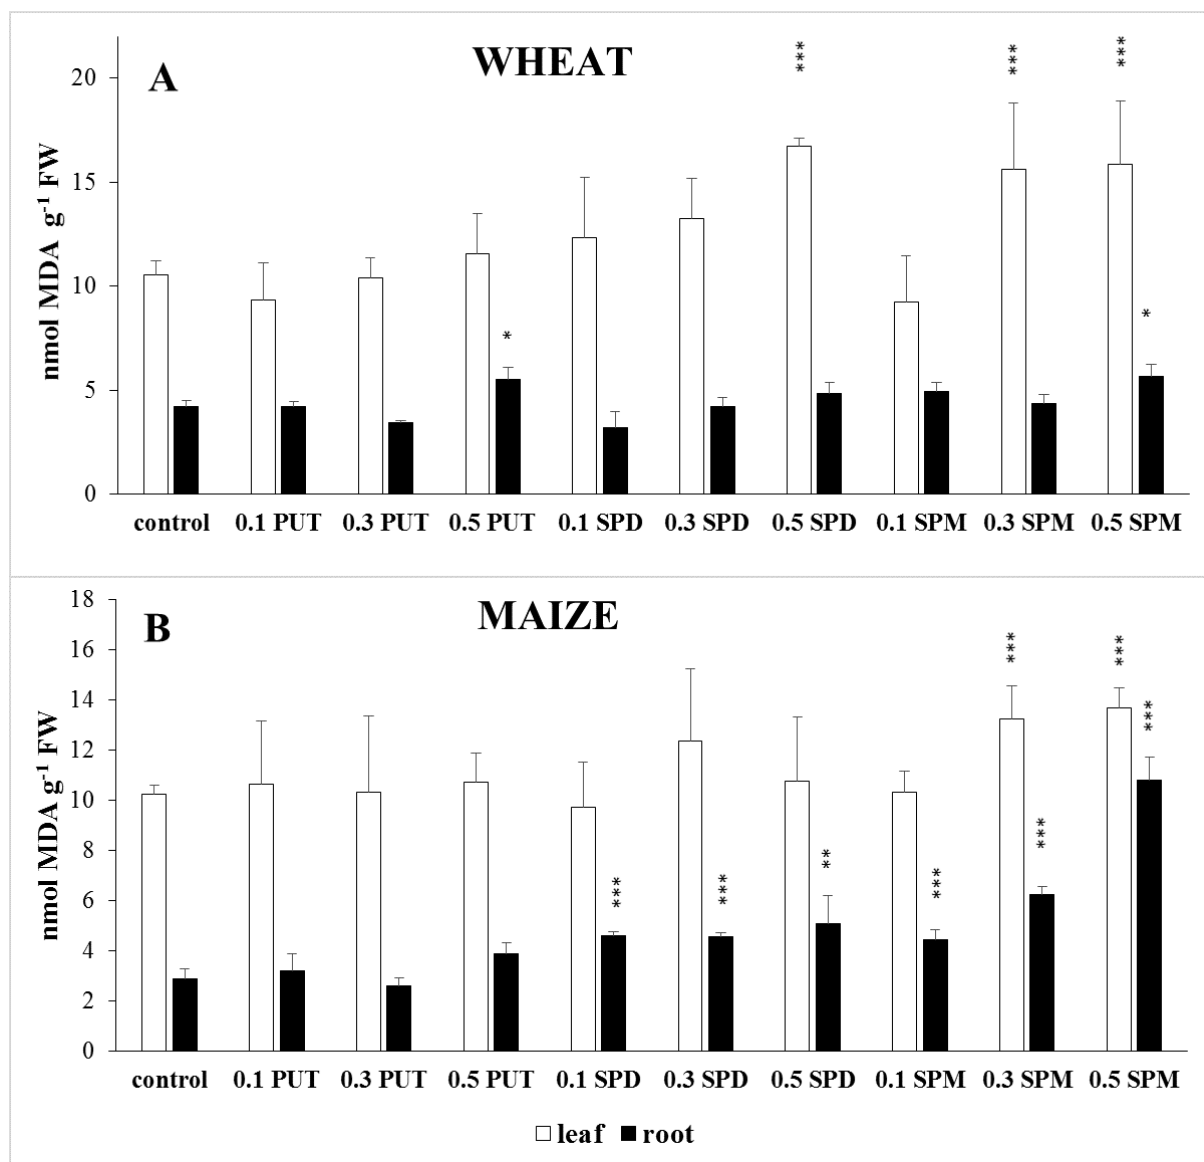 A
WHEAT
nmol MDA g-1 FW
20
15
10
5
0
*** *** ***
* *
control 0.1 PUT 0.3 PUT 0.5 PUT 0.1 SPD 0.3 SPD 0.5 SPD 0.1 SPM 0.3 SPM 0.5 SPM
B
MAIZE
nmol MDA g-1 FW
18
16
14
12
10
8
6
4
2
0
*** ***
*** *** ** *** *** ***
control 0.1 PUT 0.3 PUT 0.5 PUT 0.1 SPD 0.3 SPD 0.5 SPD 0.1 SPM 0.3 SPM 0.5 SPM
leaf root